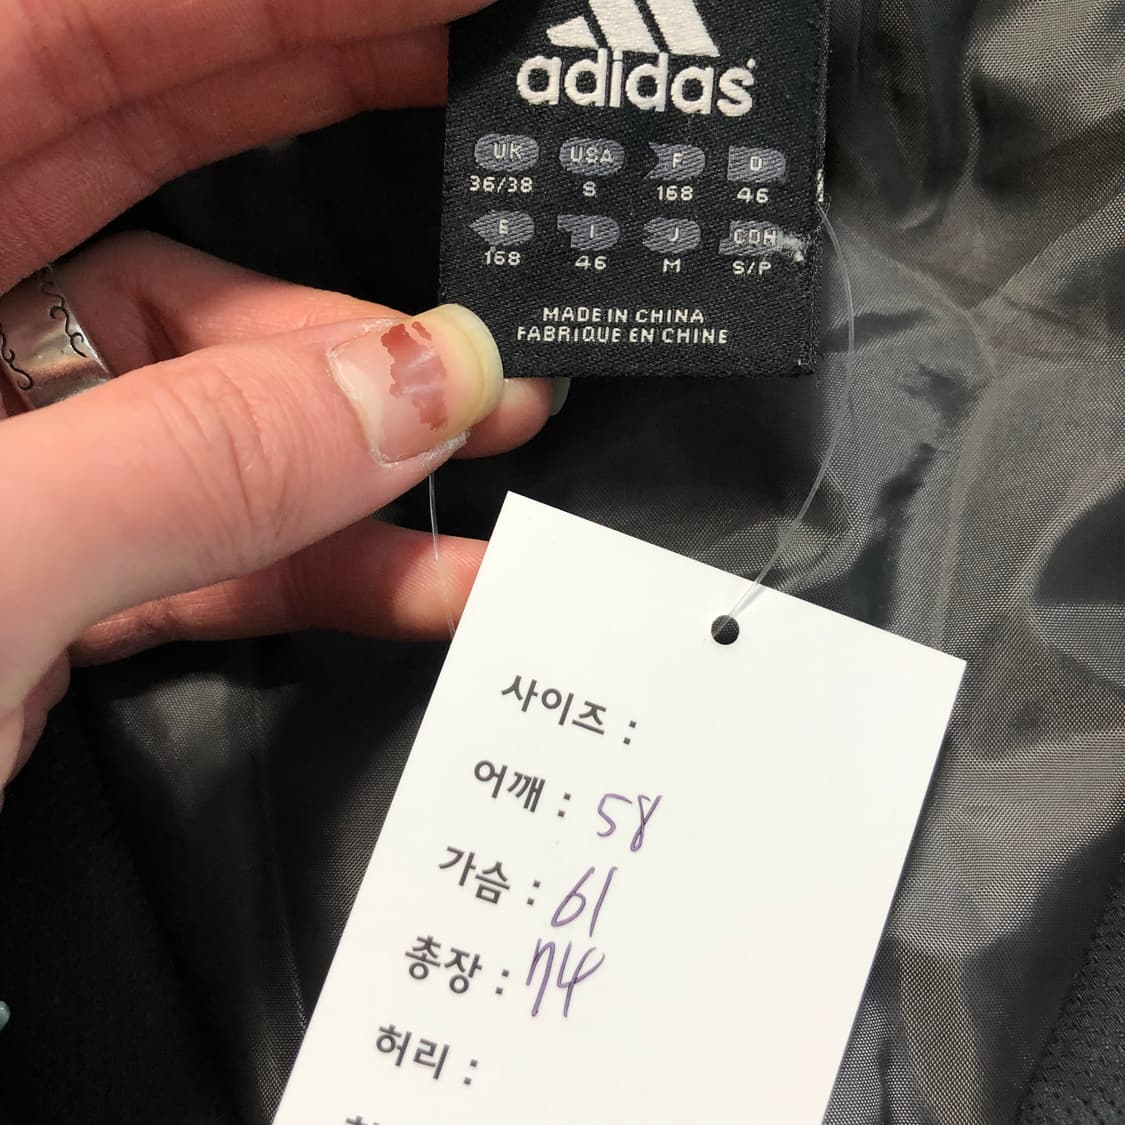 adidas
UK USA F D
36/38 S 168 46
E I J CDN
168 46 M S/P
MADE IN CHINA
FABRIQUE EN CHINE
사이즈 :
어깨 : 58
가슴 : 61
총장 : 74
허리 :